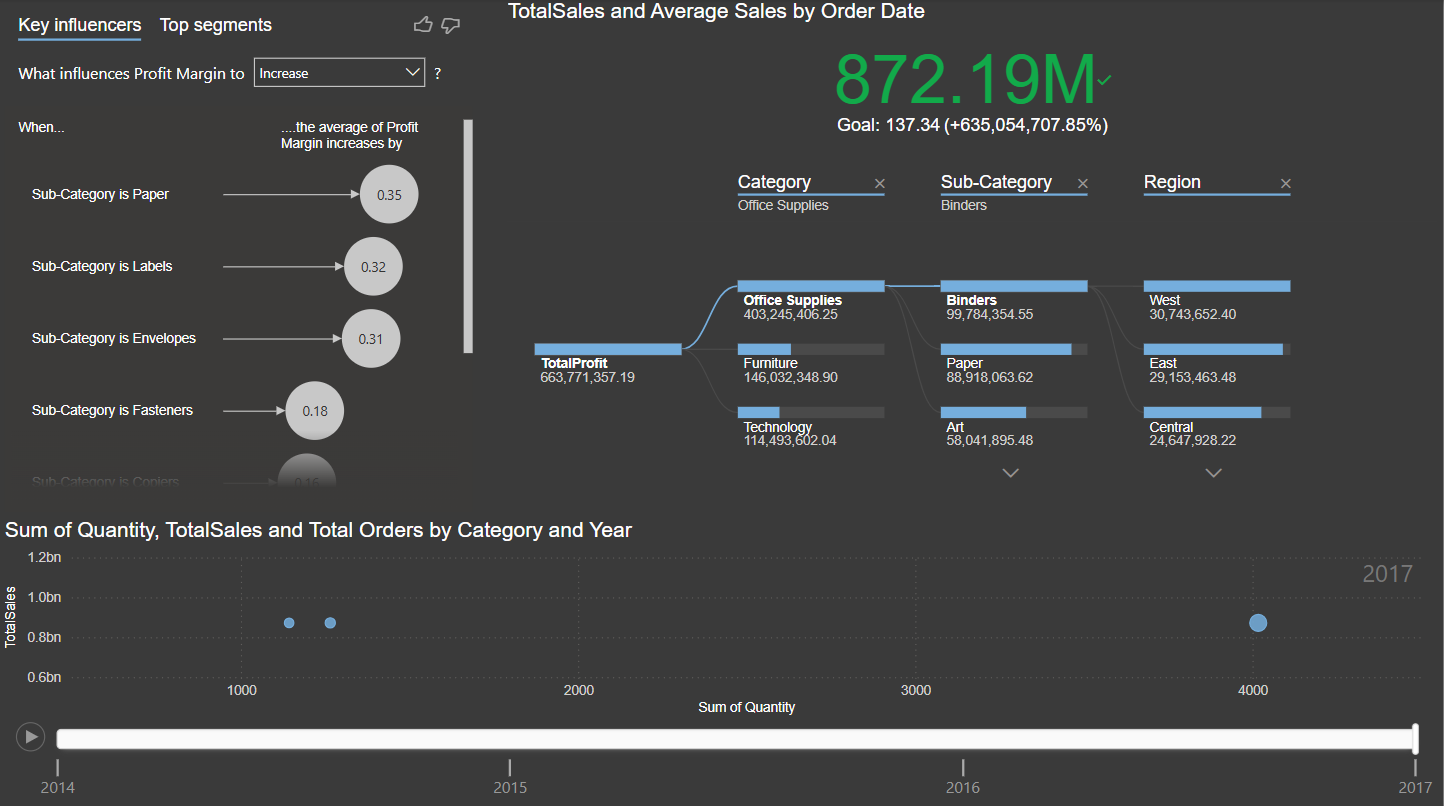 Key influencers Top segments
What influences Profit Margin to Increase ?
When...
....the average of Profit
Margin increases by
Sub-Category is Paper 0.35
Sub-Category is Labels 0.32
Sub-Category is Envelopes 0.31
Sub-Category is Fasteners 0.18
Sub-Category is Copiers
TotalSales and Average Sales by Order Date
872.19M
Goal: 137.34 (+635,054,707.85%)
Category
Office Supplies
Sub-Category
Binders
Region
TotalProfit
663,771,357.19
Office Supplies
403,245,406.25
Furniture
146,032,348.90
Technology
114,493,602.04
Binders
99,784,354.55
Paper
88,918,063.62
Art
58,041,895.48
West
30,743,652.40
East
29,153,463.48
Central
24,647,928.22
Sum of Quantity, TotalSales and Total Orders by Category and Year
2017
TotalSales
1.2bn
1.0bn
0.8bn
0.6bn
1000 2000 3000 4000
Sum of Quantity
2014 2015 2016 2017